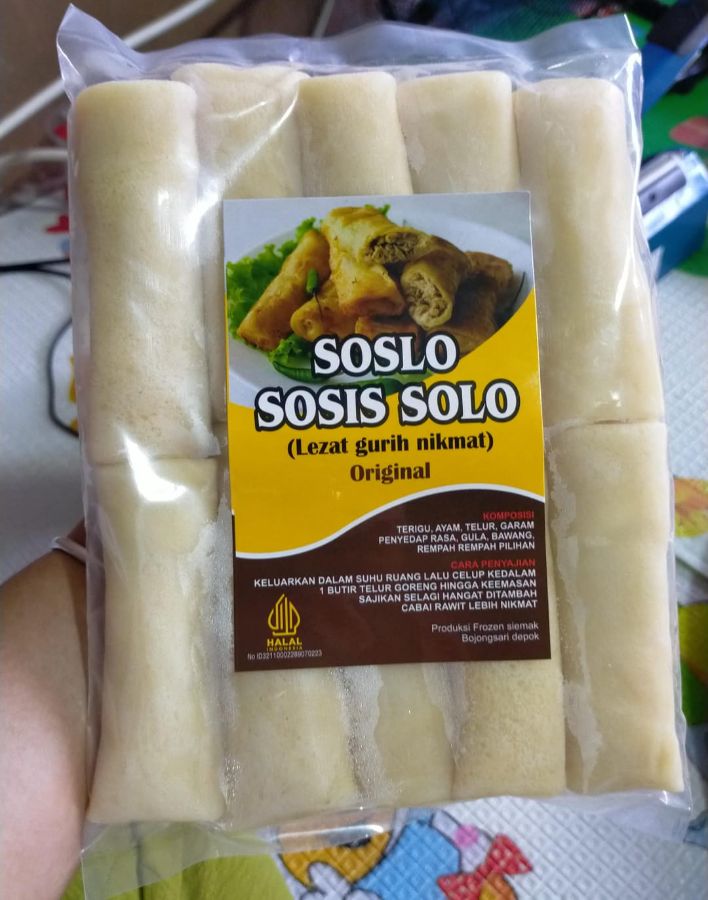 SOSLO
SOSIS SOLO
(Lezat gurih nikmat)
Original
KOMPOSISI
TERIGU, AYAM, TELUR, GARAM
PENYEDAP RASA, GULA, BAWANG,
REMPAH REMPAH PILIHAN
CARA PENYAJIAN
KELUARKAN DALAM SUHU RUANG LALU CELUP KEDALAM
1 BUTIR TELUR GORENG HINGGA KEEMASAN
SAJIKAN SELAGI HANGAT DITAMBAH
CABAI RAWIT LEBIH NIKMAT
HALAL
INDONESIA
No ID32110002289070223
Produksi Frozen siemak
Bojongsari depok